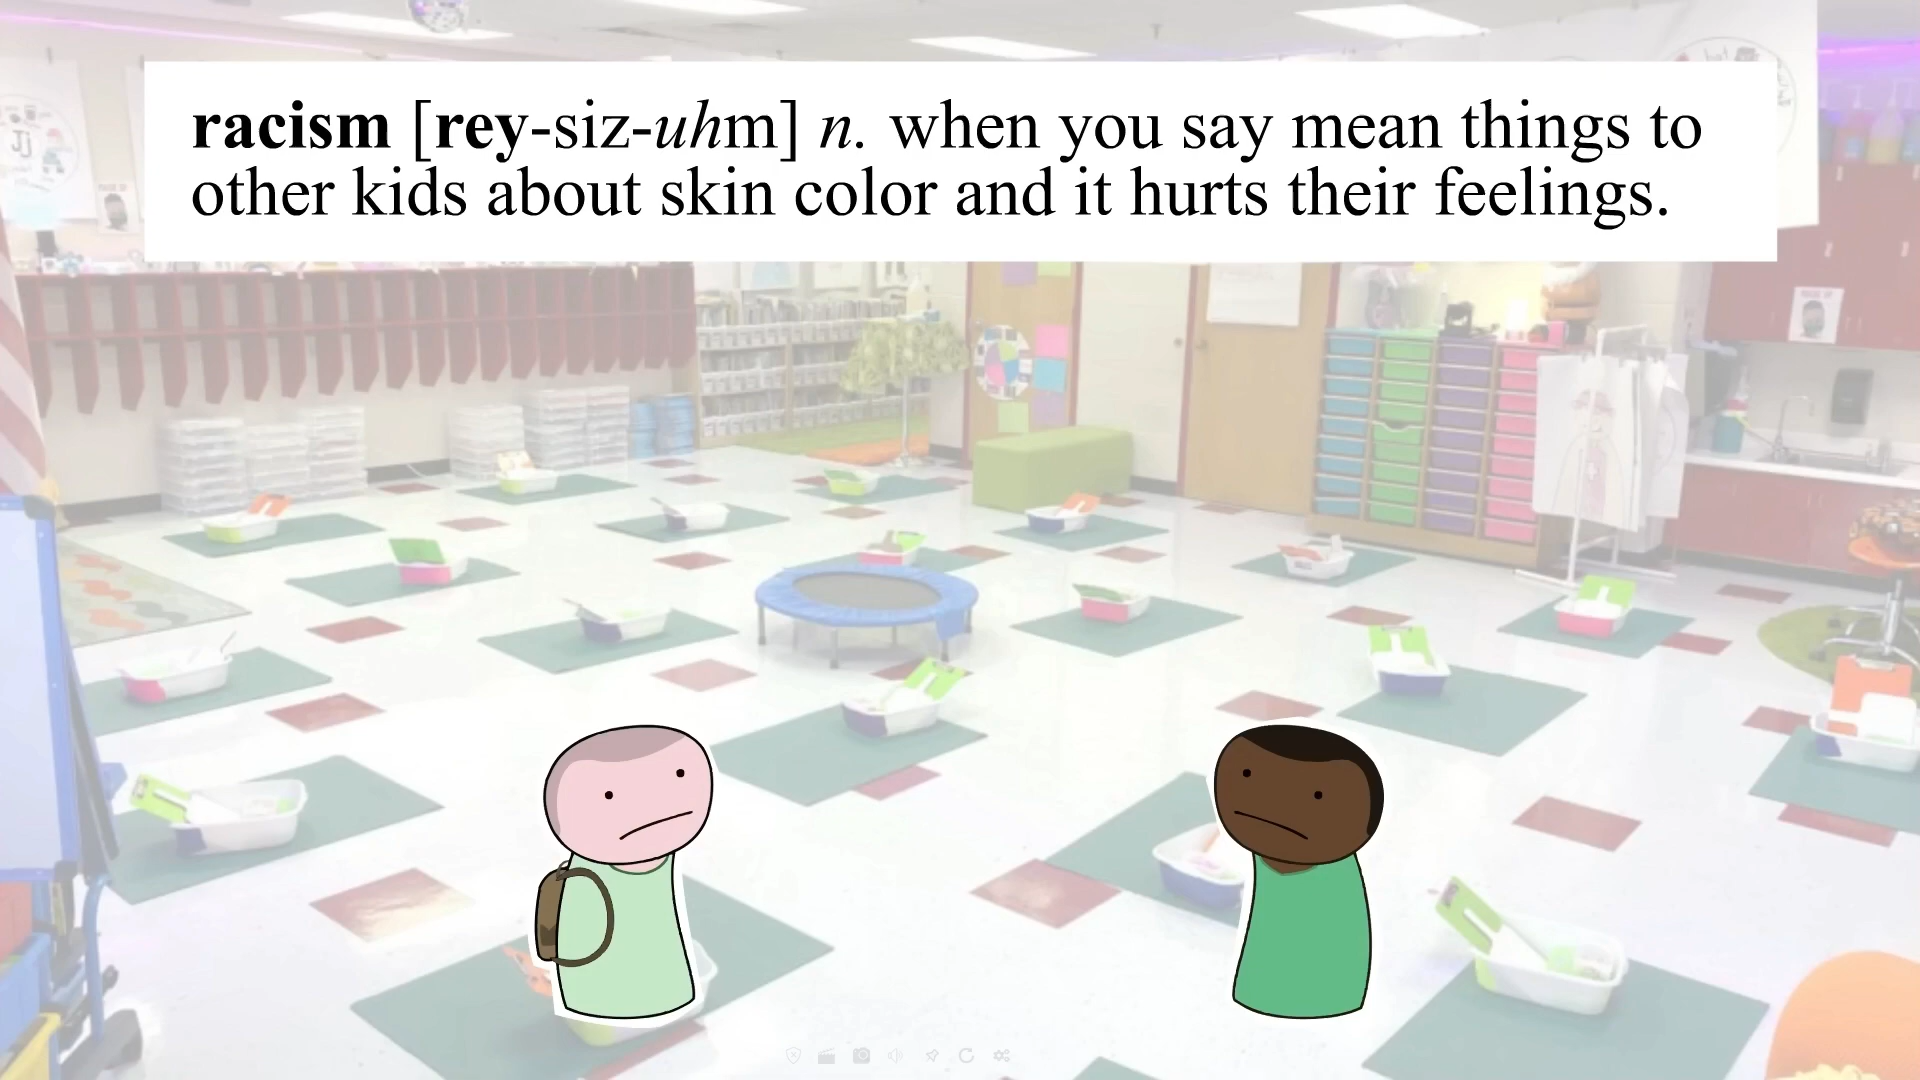 racism [rey-siz-uhm] n. when you say mean things to
other kids about skin color and it hurts their feelings.
Jj